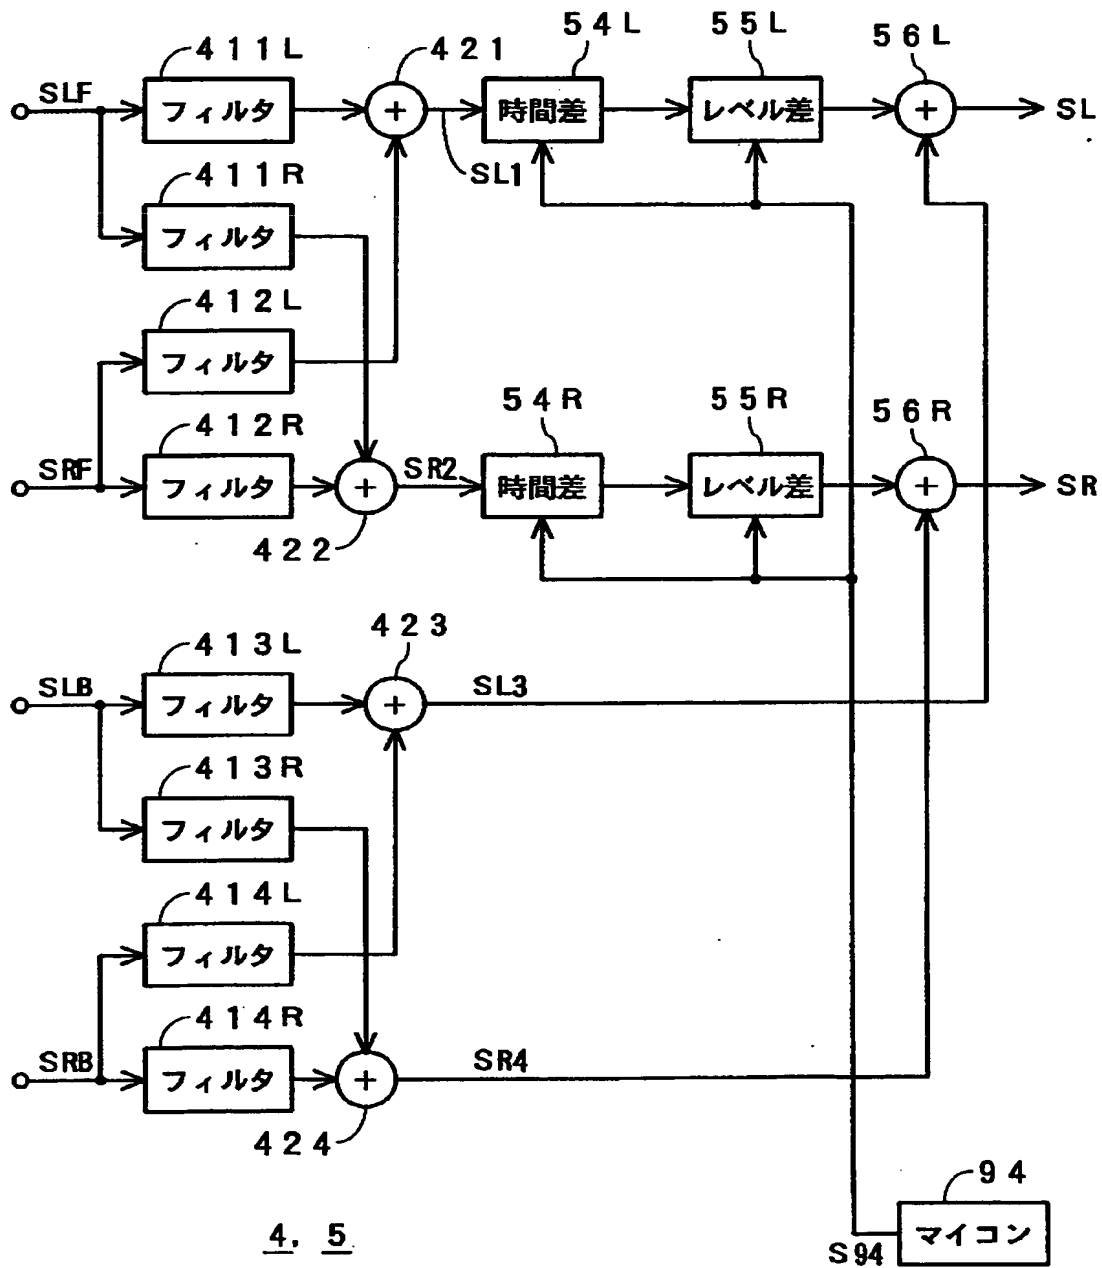 54L 55L 56L
411L 421
SLF フィルタ + 時間差 レベル差 + SL
SL1
411R
フィルタ
412L
フィルタ
54R 55R 56R
412R
SRF フィルタ + SR2 時間差 レベル差 + SR
422
423
413L
SLB フィルタ + SL3
413R
フィルタ
414L
フィルタ
414R
SRB フィルタ + SR4
424
94
マイコン
S94
4, 5